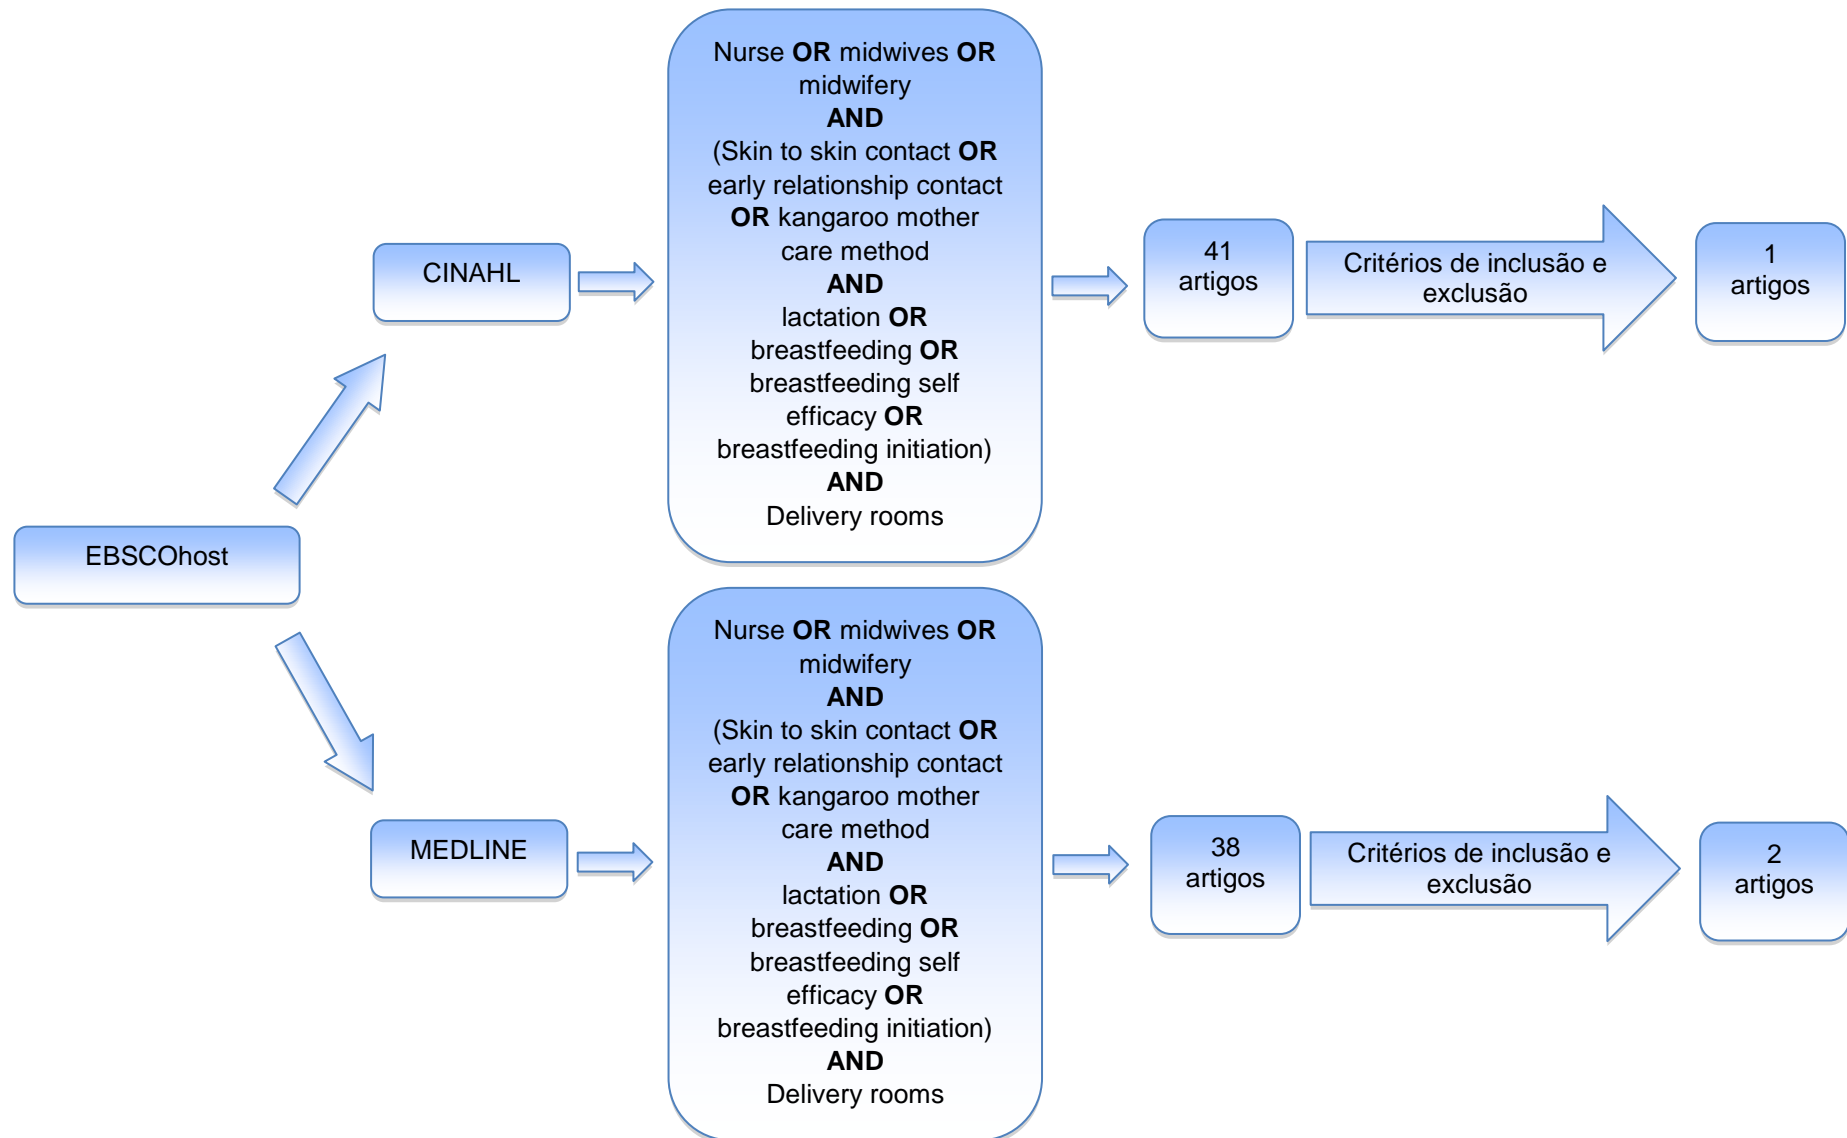 EBSCOhost
CINAHL
Nurse OR midwives OR
midwifery
AND
(Skin to skin contact OR
early relationship contact
OR kangaroo mother
care method
AND
lactation OR
breastfeeding OR
breastfeeding self
efficacy OR
breastfeeding initiation)
AND
Delivery rooms
41
artigos
Critérios de inclusão e
exclusão
1
artigos
MEDLINE
Nurse OR midwives OR
midwifery
AND
(Skin to skin contact OR
early relationship contact
OR kangaroo mother
care method
AND
lactation OR
breastfeeding OR
breastfeeding self
efficacy OR
breastfeeding initiation)
AND
Delivery rooms
38
artigos
Critérios de inclusão e
exclusão
2
artigos